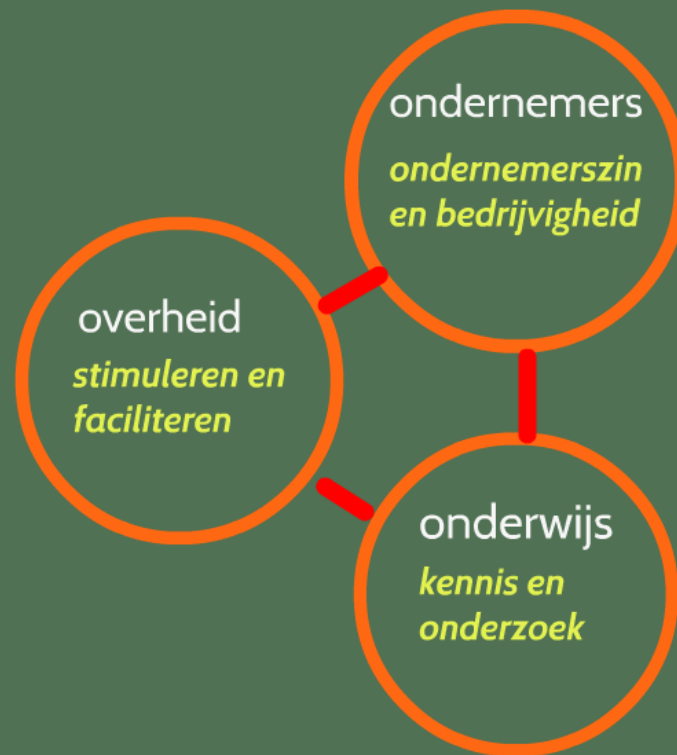 ondernemers
ondernemerszin
en bedrijvigheid
overheid
stimuleren en
faciliteren
onderwijs
kennis en
onderzoek